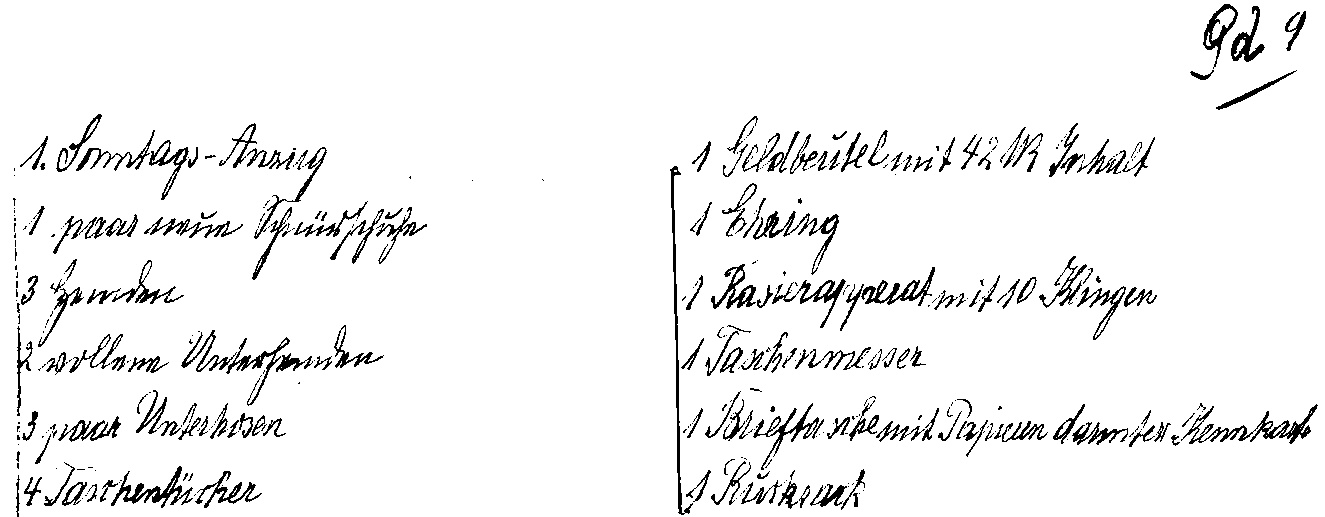 Gd 9
1. Sonntags-Anzug
1 paar neue Schnürschuhe
3 Hemden
2 wollene Unterhemden
3 paar Unterhosen
4 Taschentücher
1 Geldbeutel mit 42 M Inhalt
1 Ehring
1 Rasierapperat mit 10 Klingen
1 Taschenmesser
1 Brieftasche mit Papieren darunter Kennkarte
1 Rucksack